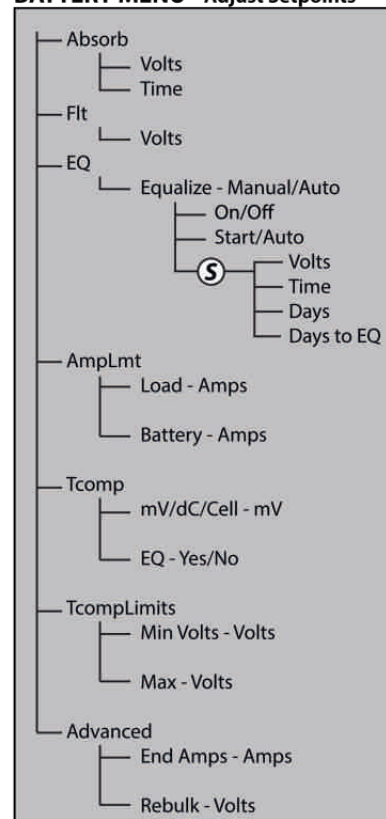 BATTERY MENU - Adjust Setpoints
Absorb
Volts
Time
Flt
Volts
EQ
Equalize - Manual/Auto
On/Off
Start/Auto
S
Volts
Time
Days
Days to EQ
AmpLmt
Load - Amps
Battery - Amps
Tcomp
mV/dC/Cell - mV
EQ - Yes/No
TcompLimits
Min Volts - Volts
Max - Volts
Advanced
End Amps - Amps
Rebulk - Volts